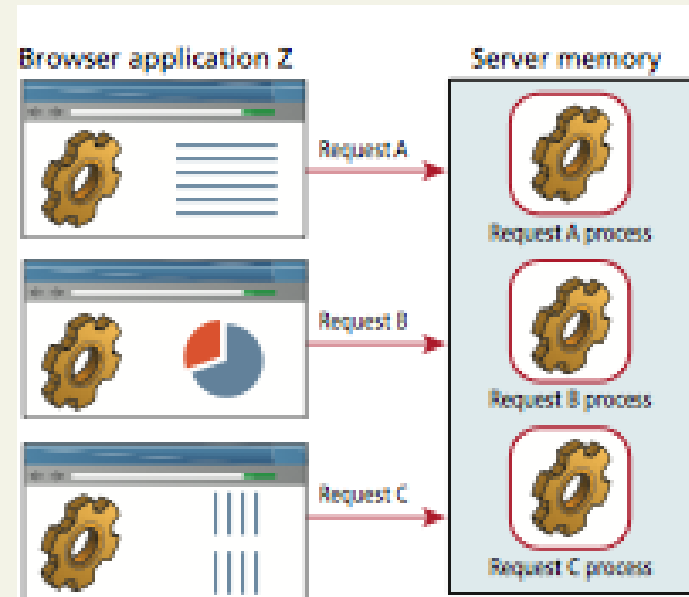 Browser application Z
Server memory
Request A
Request A process
Request B
Request B process
Request C
Request C process